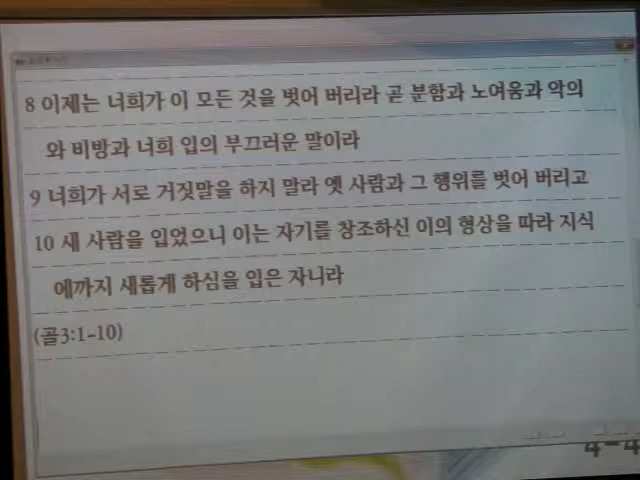 8 이제는 너희가 이 모든 것을 벗어 버리라 곧 분함과 노여움과 악의
와 비방과 너희 입의 부끄러운 말이라
9 너희가 서로 거짓말을 하지 말라 옛 사람과 그 행위를 벗어 버리고
10 새 사람을 입었으니 이는 자기를 창조하신 이의 형상을 따라 지식
에까지 새롭게 하심을 입은 자니라
(골3:1-10)
4-4